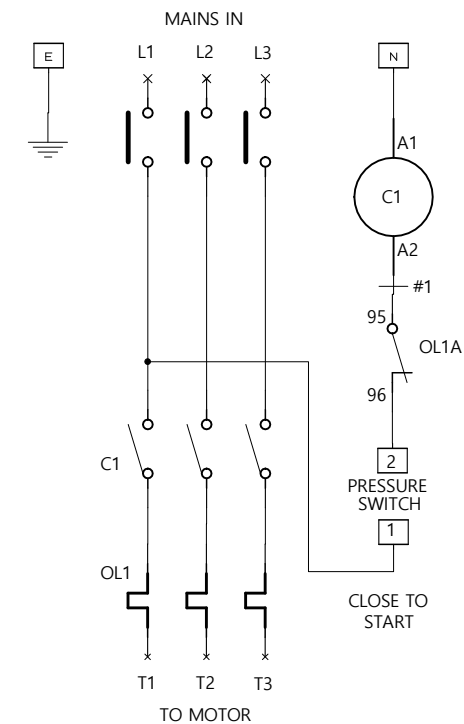 MAINS IN
E
L1 L2 L3
N
A1
C1
A2
#1
95
OL1A
96
C1
2
PRESSURE
SWITCH
1
OL1
CLOSE TO
START
T1 T2 T3
TO MOTOR